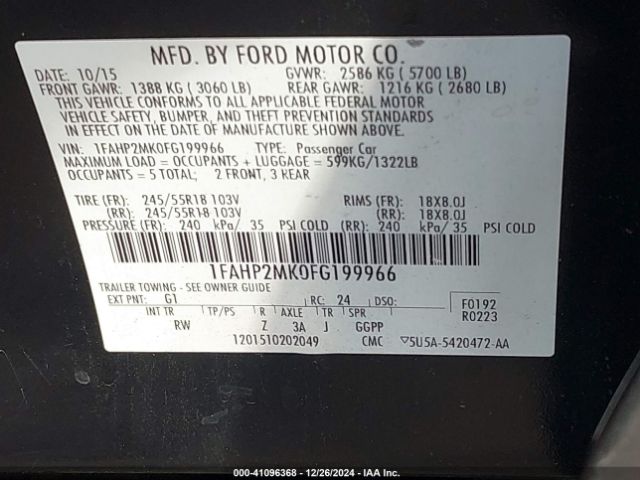 MFD. BY FORD MOTOR CO.
DATE: 10/15 GVWR: 2586 KG ( 5700 LB)
FRONT GAWR: 1388 KG ( 3060 LB) REAR GAWR: 1216 KG ( 2680 LB)
THIS VEHICLE CONFORMS TO ALL APPLICABLE FEDERAL MOTOR
VEHICLE SAFETY, BUMPER, AND THEFT PREVENTION STANDARDS
IN EFFECT ON THE DATE OF MANUFACTURE SHOWN ABOVE.
VIN: 1FAHP2MK0FG199966 TYPE: Passenger Car
MAXIMUM LOAD = OCCUPANTS + LUGGAGE = 599KG/1322LB
OCCUPANTS = 5 TOTAL; 2 FRONT, 3 REAR
TIRE (FR): 245/55R18 103V RIMS (FR): 18X8.0J
(RR): 245/55R18 103V (RR): 18X8.0J
PRESSURE (FR): 240 kPa/ 35 PSI COLD (RR): 240 kPa/ 35 PSI COLD
1FAHP2MK0FG199966
TRAILER TOWING - SEE OWNER GUIDE
EXT PNT: G1 RC: 24 DSO: F0192
INT TR TP/PS R AXLE TR SPR R0223
RW Z 3A J GGPP
1201510202049 CMC ▽5U5A-5420472-AA
© 40-41096368 - 12/26/2024 - IAA